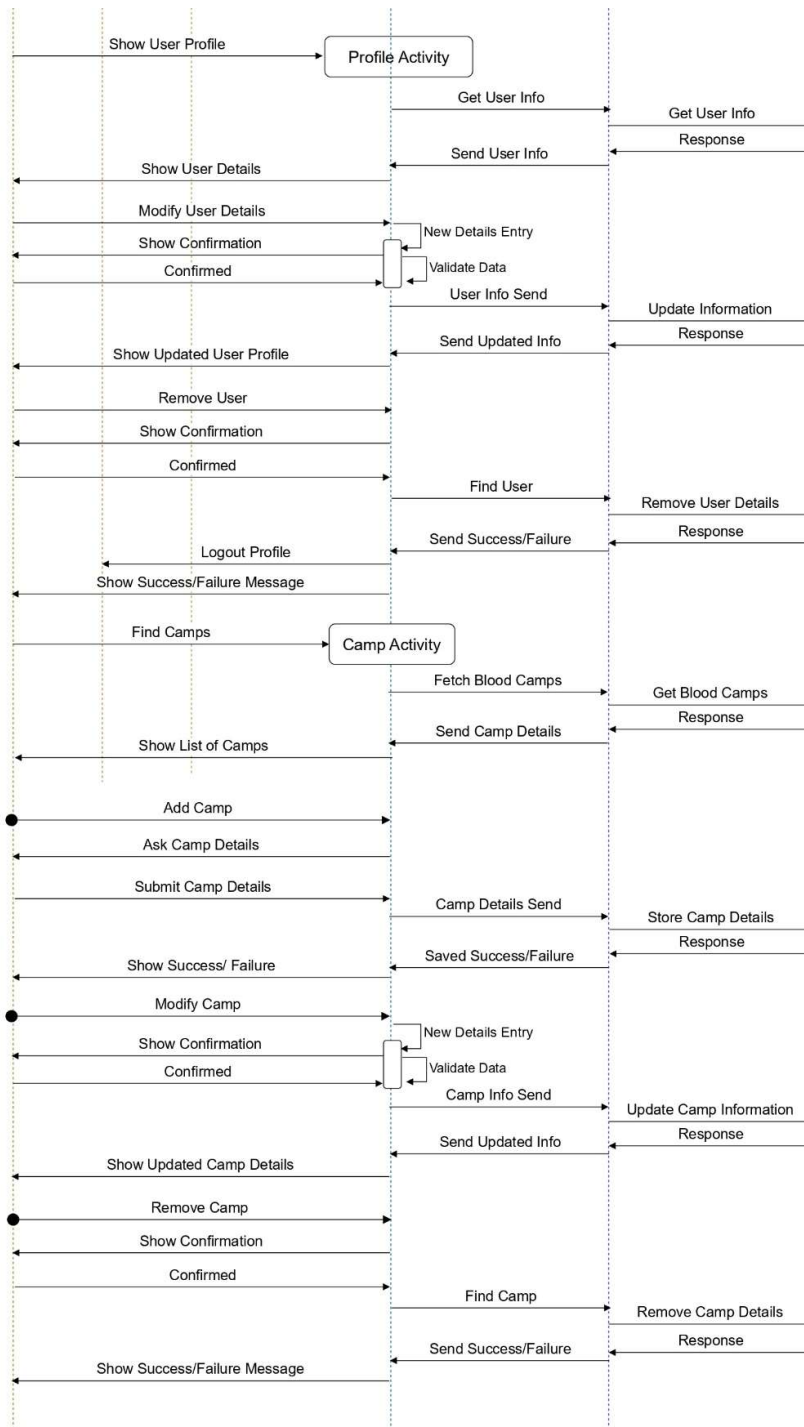 Show User Profile
Profile Activity
Get User Info
Get User Info
Response
Send User Info
Show User Details
Modify User Details
New Details Entry
Show Confirmation
Validate Data
Confirmed
User Info Send
Update Information
Response
Send Updated Info
Show Updated User Profile
Remove User
Show Confirmation
Confirmed
Find User
Remove User Details
Response
Send Success/Failure
Logout Profile
Show Success/Failure Message
Find Camps
Camp Activity
Fetch Blood Camps
Get Blood Camps
Response
Send Camp Details
Show List of Camps
Add Camp
Ask Camp Details
Submit Camp Details
Camp Details Send
Store Camp Details
Response
Saved Success/Failure
Show Success/ Failure
Modify Camp
New Details Entry
Show Confirmation
Validate Data
Confirmed
Camp Info Send
Update Camp Information
Response
Send Updated Info
Show Updated Camp Details
Remove Camp
Show Confirmation
Confirmed
Find Camp
Remove Camp Details
Response
Send Success/Failure
Show Success/Failure Message